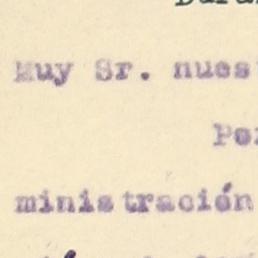 Muy Sr. nues
Po
ministración